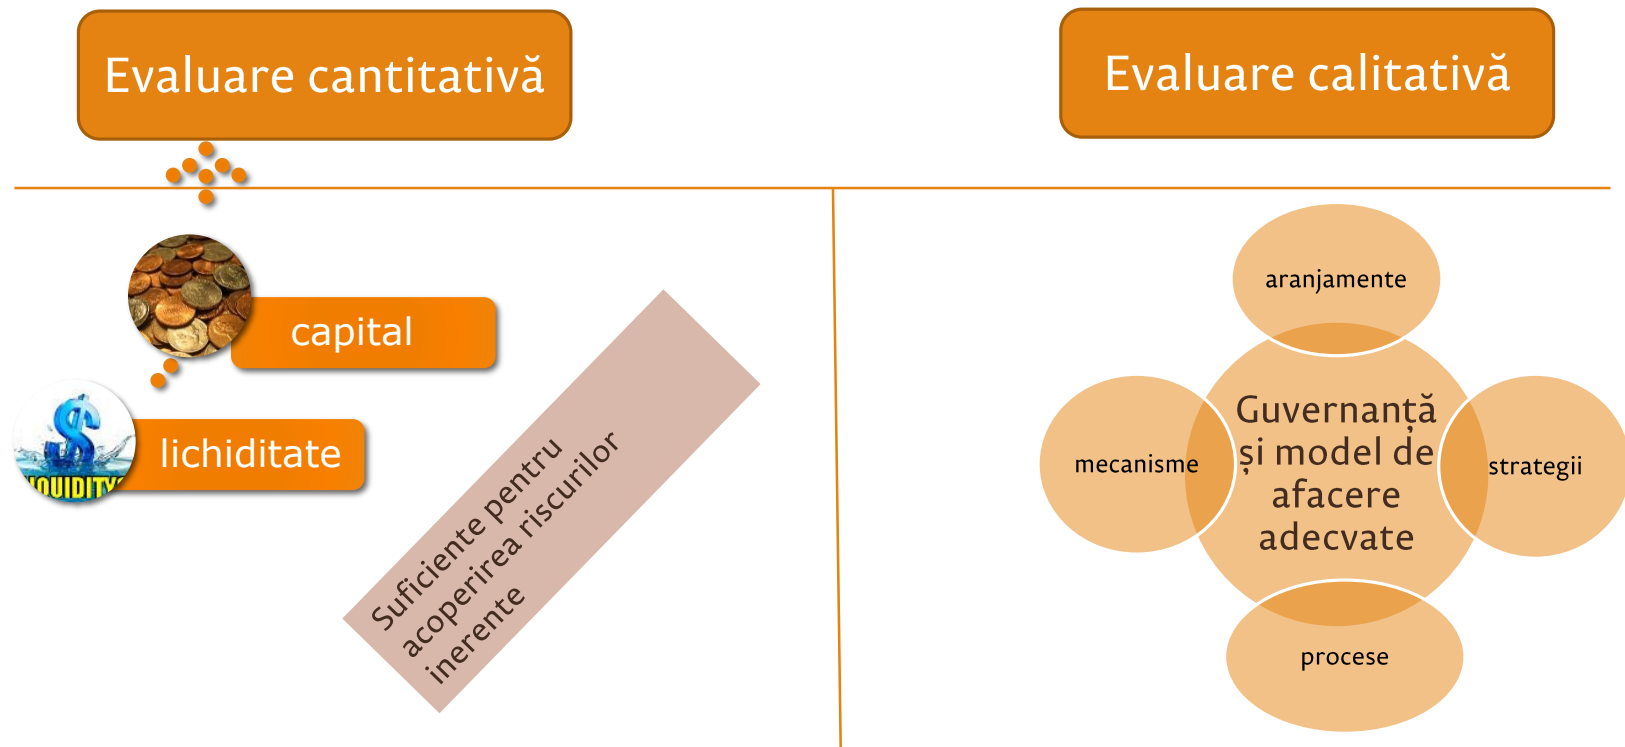 Evaluare cantitativă
Evaluare calitativă
capital
lichiditate
LIQUIDITY
Suficiente pentru
acoperirea riscurilor
inerente
aranjamente
mecanisme
Guvernanță
și model de
afacere
adecvate
strategii
procese